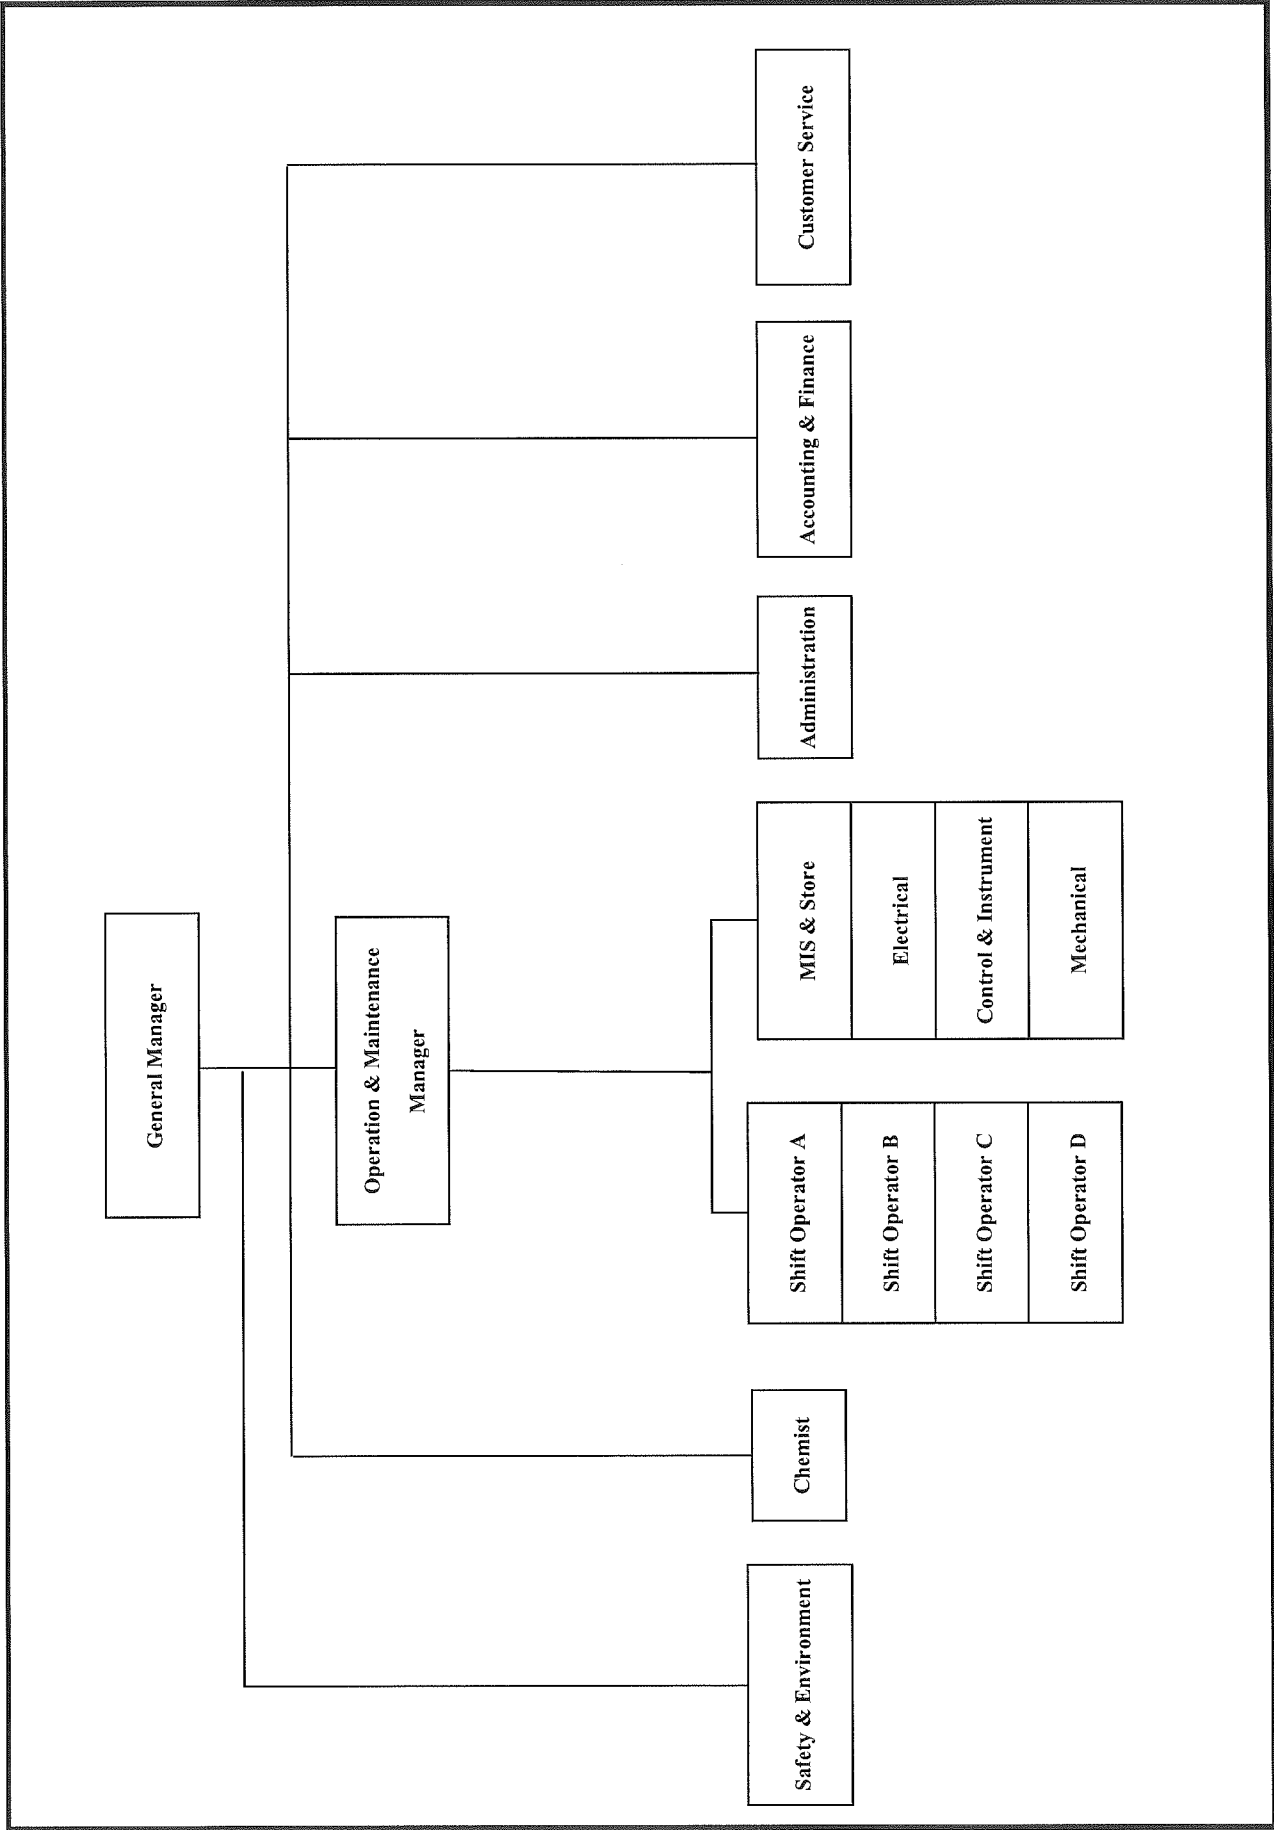 General Manager
Operation & Maintenance
Manager
Safety & Environment
Chemist
Shift Operator A
Shift Operator B
Shift Operator C
Shift Operator D
MIS & Store
Electrical
Control & Instrument
Mechanical
Administration
Accounting & Finance
Customer Service